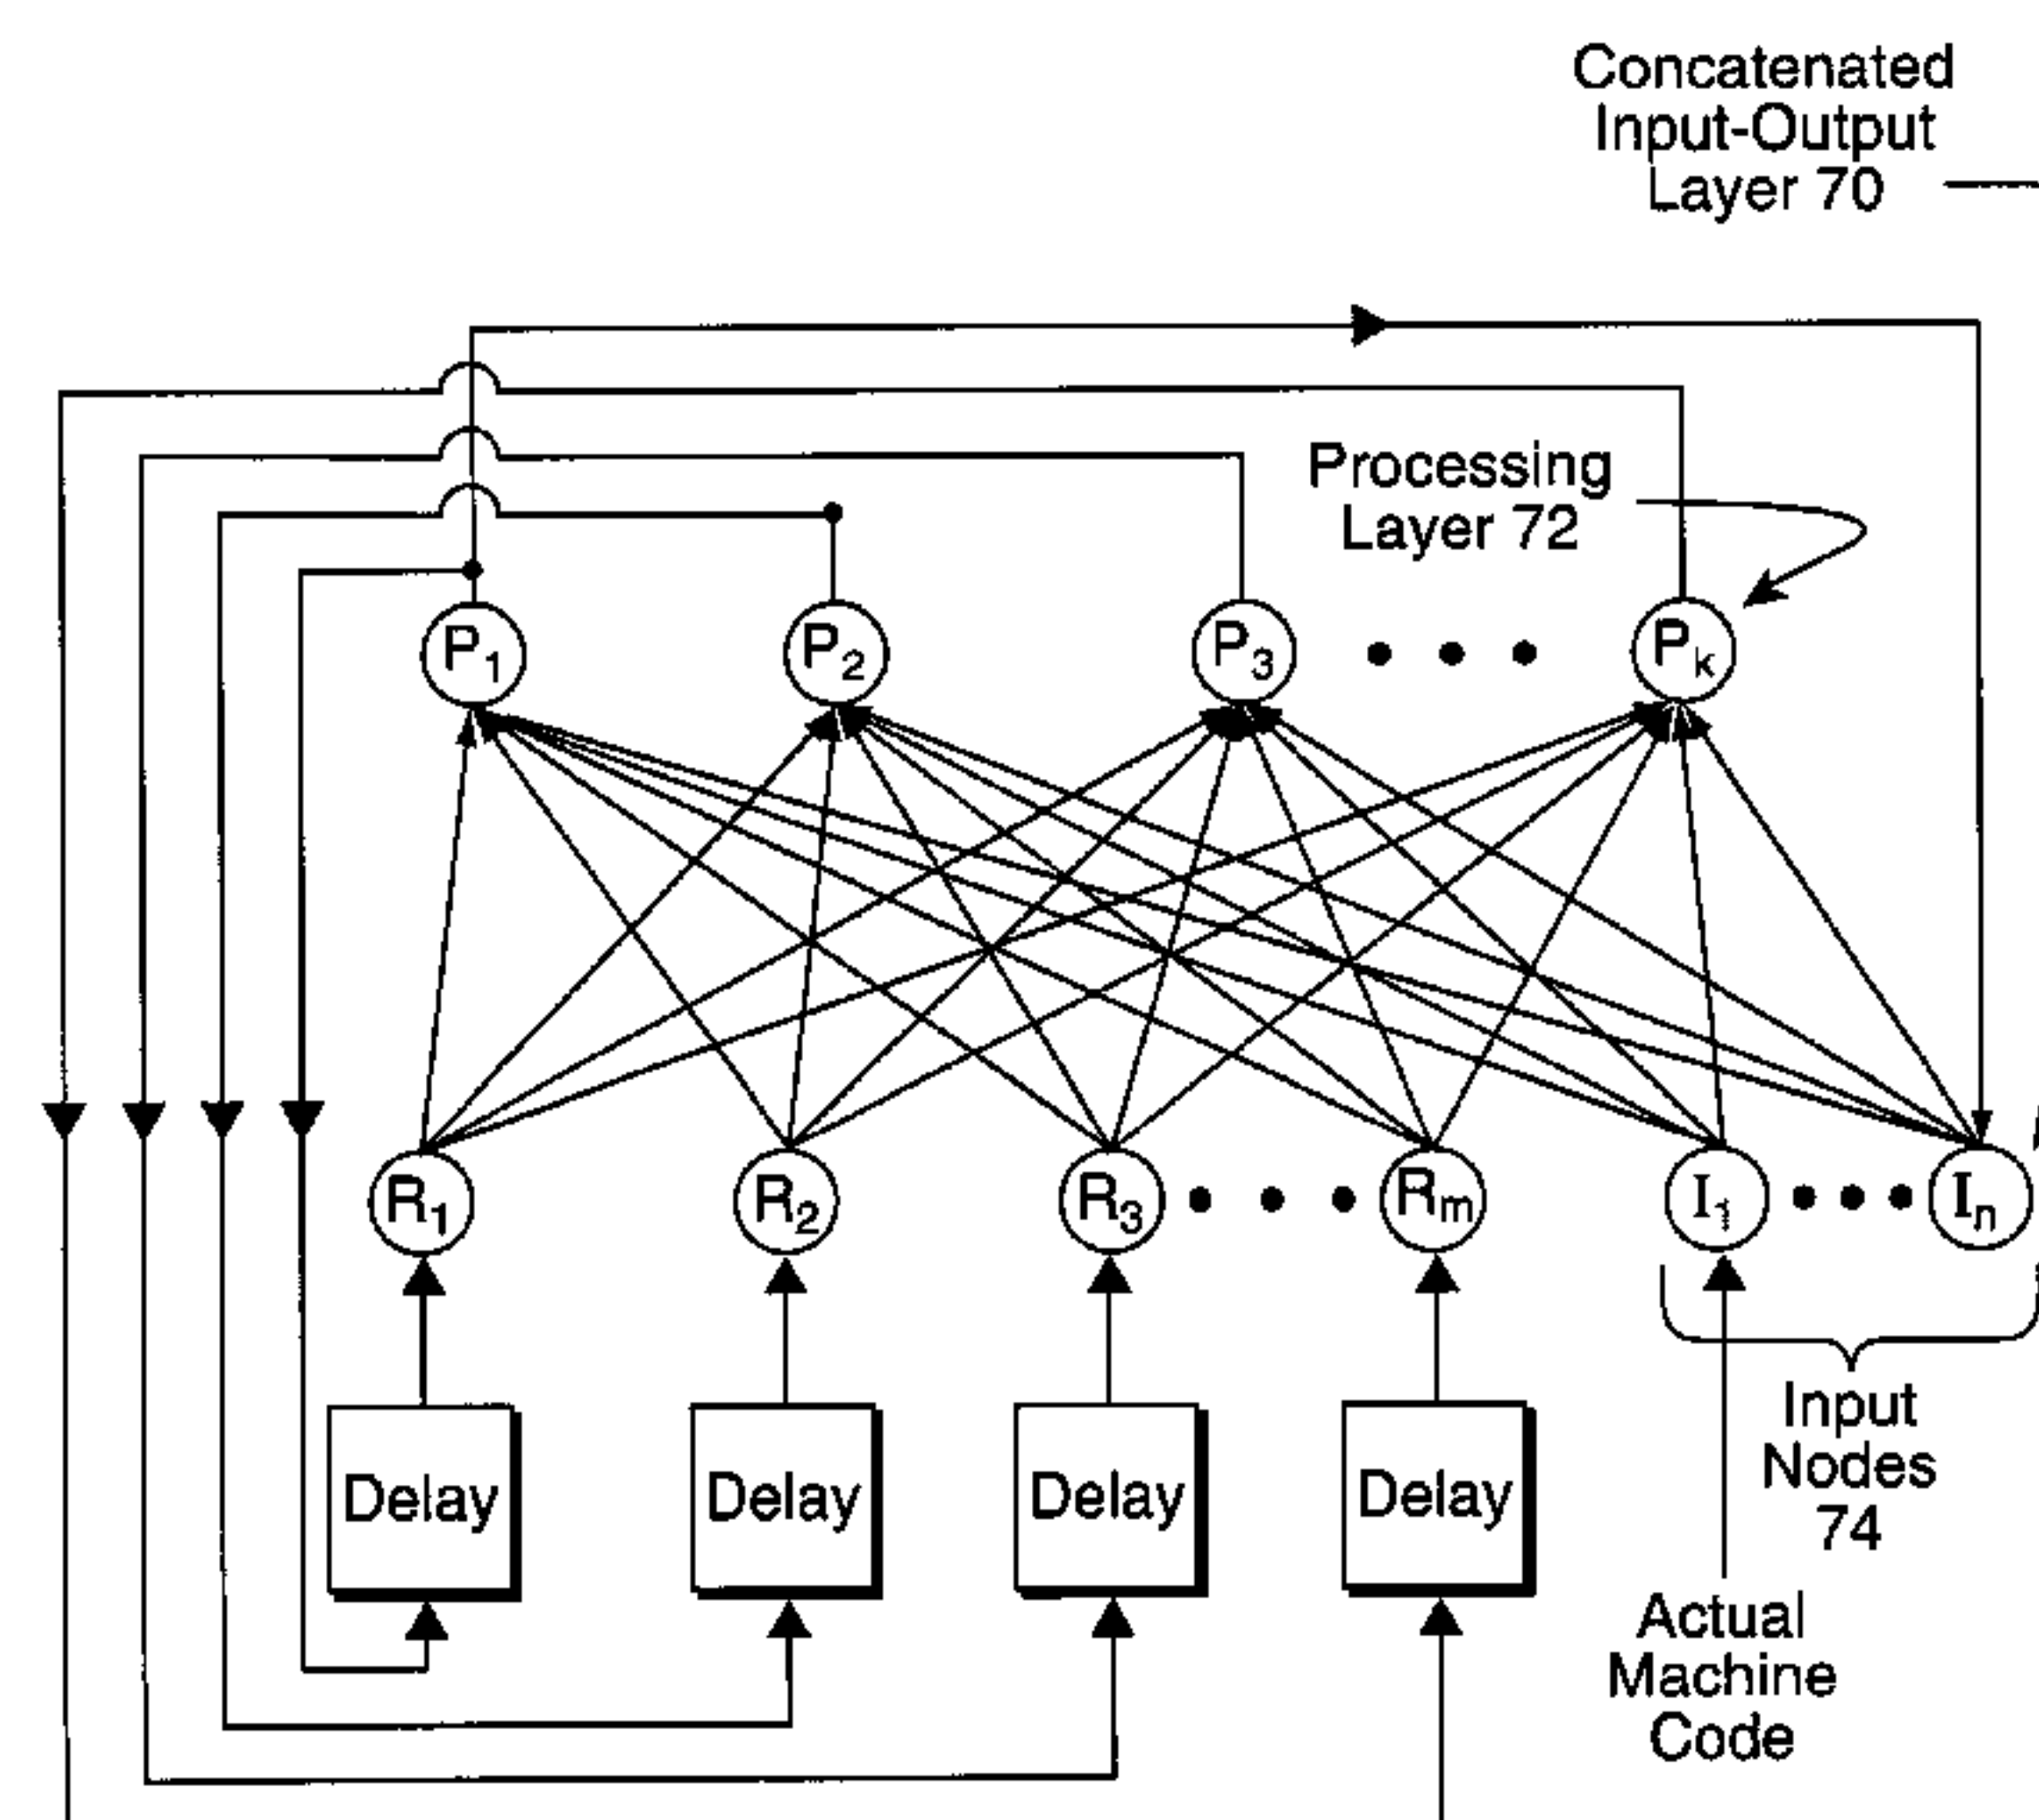 Concatenated
Input-Output
Layer 70
Processing
Layer 72
P1 P2 P3 • • • Pk
R1 R2 R3 • • • Rm I1 • • • In
Delay Delay Delay Delay
Input
Nodes
74
Actual
Machine
Code